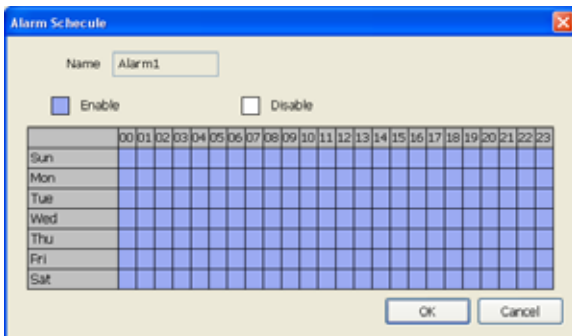 Alarm Schecule
Name Alarm1
Enable Disable
00 01 02 03 04 05 06 07 08 09 10 11 12 13 14 15 16 17 18 19 20 21 22 23
Sun
Mon
Tue
Wed
Thu
Fri
Sat
OK Cancel